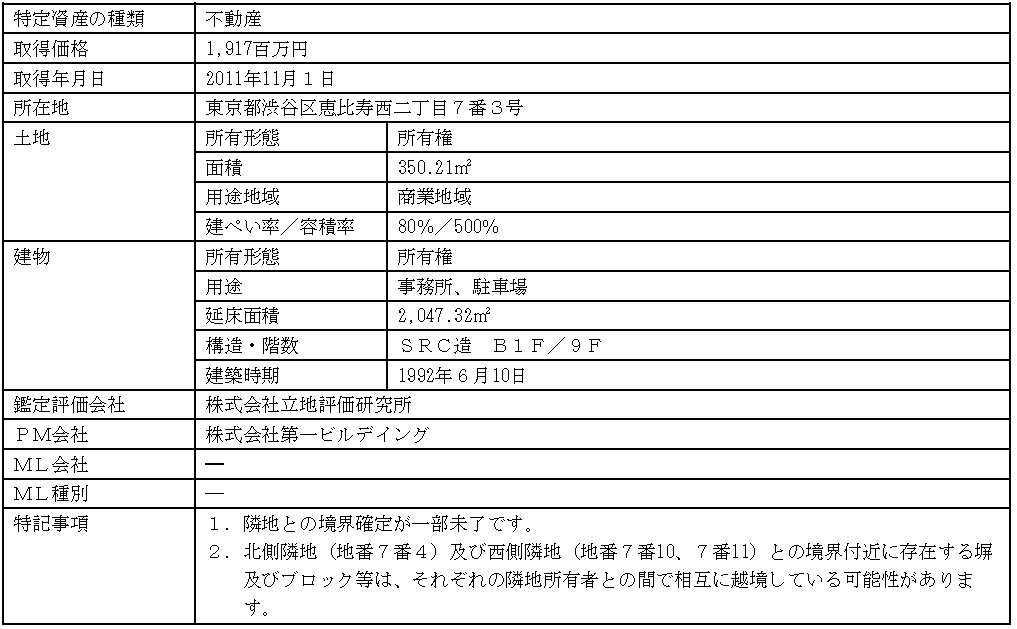 特定資産の種類 不動産
取得価格 1,917百万円
取得年月日 2011年11月１日
所在地 東京都渋谷区恵比寿西二丁目７番３号
土地 所有形態 所有権
面積 350.21㎡
用途地域 商業地域
建ぺい率／容積率 80％／500％
建物 所有形態 所有権
用途 事務所、駐車場
延床面積 2,047.32㎡
構造・階数 ＳＲＣ造　Ｂ１Ｆ／９Ｆ
建築時期 1992年６月10日
鑑定評価会社 株式会社立地評価研究所
ＰＭ会社 株式会社第一ビルデイング
ＭＬ会社 ―
ＭＬ種別 ―
特記事項 １．隣地との境界確定が一部未了です。
２．北側隣地（地番７番４）及び西側隣地（地番７番10、７番11）との境界付近に存在する塀
及びブロック等は、それぞれの隣地所有者との間で相互に越境している可能性がありま
す。